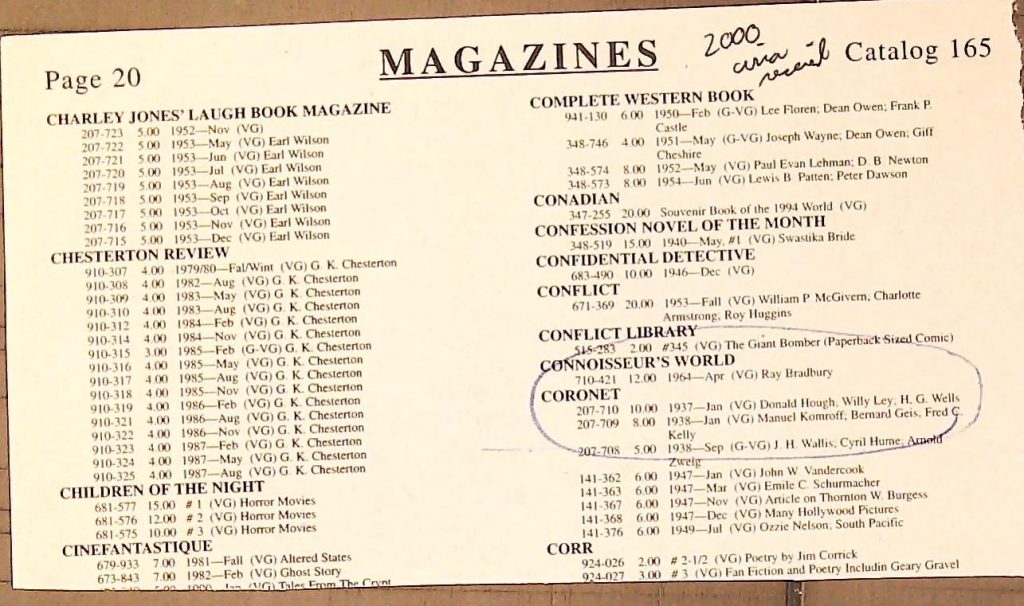 Page 20
MAGAZINES
2000
Catalog 165
CHARLEY JONES' LAUGH BOOK MAGAZINE
207-723 5.00 1952—Nov (VG)
207-722 5.00 1953—May (VG) Earl Wilson
207-721 5.00 1953—Jun (VG) Earl Wilson
207-720 5.00 1953—Jul (VG) Earl Wilson
207-719 5.00 1953—Aug (VG) Earl Wilson
207-718 5.00 1953—Sep (VG) Earl Wilson
207-717 5.00 1953—Oct (VG) Earl Wilson
207-716 5.00 1953—Nov (VG) Earl Wilson
207-715 5.00 1953—Dec (VG) Earl Wilson
CHESTERTON REVIEW
910-307 4.00 1979/80—Fal/Wint (VG) G. K. Chesterton
910-308 4.00 1982—Aug (VG) G. K. Chesterton
910-309 4.00 1983—May (VG) G. K. Chesterton
910-310 4.00 1983—Aug (VG) G. K. Chesterton
910-312 4.00 1984—Feb (VG) G. K. Chesterton
910-314 4.00 1984—Nov (VG) G. K. Chesterton
910-315 3.00 1985—Feb (G-VG) G. K. Chesterton
910-316 4.00 1985—May (VG) G. K. Chesterton
910-317 4.00 1985—Aug (VG) G. K. Chesterton
910-318 4.00 1985—Nov (VG) G. K. Chesterton
910-319 4.00 1986—Feb (VG) G. K. Chesterton
910-321 4.00 1986—Aug (VG) G. K. Chesterton
910-322 4.00 1986—Nov (VG) G. K. Chesterton
910-323 4.00 1987—Feb (VG) G. K. Chesterton
910-324 4.00 1987—May (VG) G. K. Chesterton
910-325 4.00 1987—Aug (VG) G. K. Chesterton
CHILDREN OF THE NIGHT
681-577 15.00 # 1 (VG) Horror Movies
681-576 12.00 # 2 (VG) Horror Movies
681-575 10.00 # 3 (VG) Horror Movies
CINEFANTASTIQUE
679-933 7.00 1981—Fall (VG) Altered States
673-843 7.00 1982—Feb (VG) Ghost Story
(VG) Tales From The Crypt
COMPLETE WESTERN BOOK
941-130 6.00 1950—Feb (G-VG) Lee Floren; Dean Owen; Frank P.
Castle
348-746 4.00 1951—May (G-VG) Joseph Wayne; Dean Owen; Giff
Cheshire
348-574 8.00 1952—May (VG) Paul Evan Lehman; D. B. Newton
348-573 8.00 1954—Jun (VG) Lewis B. Patten; Peter Dawson
CONADIAN
347-255 20.00 Souvenir Book of the 1994 World (VG)
CONFESSION NOVEL OF THE MONTH
348-519 15.00 1940—May, #1 (VG) Swastika Bride
CONFIDENTIAL DETECTIVE
683-490 10.00 1946—Dec (VG)
CONFLICT
671-369 20.00 1953—Fall (VG) William P. McGivern; Charlotte
Armstrong, Roy Huggins
CONFLICT LIBRARY
515-283 2.00 #345 (VG) The Giant Bomber (Paperback Sized Comic)
CONNOISSEUR'S WORLD
710-421 12.00 1964—Apr (VG) Ray Bradbury
CORONET
207-710 10.00 1937—Jan (VG) Donald Hough; Willy Ley; H. G. Wells
207-709 8.00 1938—Jan (VG) Manuel Komroff; Bernard Geis; Fred C.
Kelly
207-708 5.00 1938—Sep (G-VG) J. H. Wallis; Cyril Hume; Arnold
Zweig
141-362 6.00 1947—Jan (VG) John W. Vandercook
141-363 6.00 1947—Mar (VG) Emile C. Schurmacher
141-367 6.00 1947—Nov (VG) Article on Thornton W. Burgess
141-368 6.00 1947—Dec (VG) Many Hollywood Pictures
141-376 6.00 1949—Jul (VG) Ozzie Nelson, South Pacific
CORR
924-026 2.00 # 2-1/2 (VG) Poetry by Jim Corrick
924-027 3.00 # 3 (VG) Fan Fiction and Poetry Includin Geary Gravel